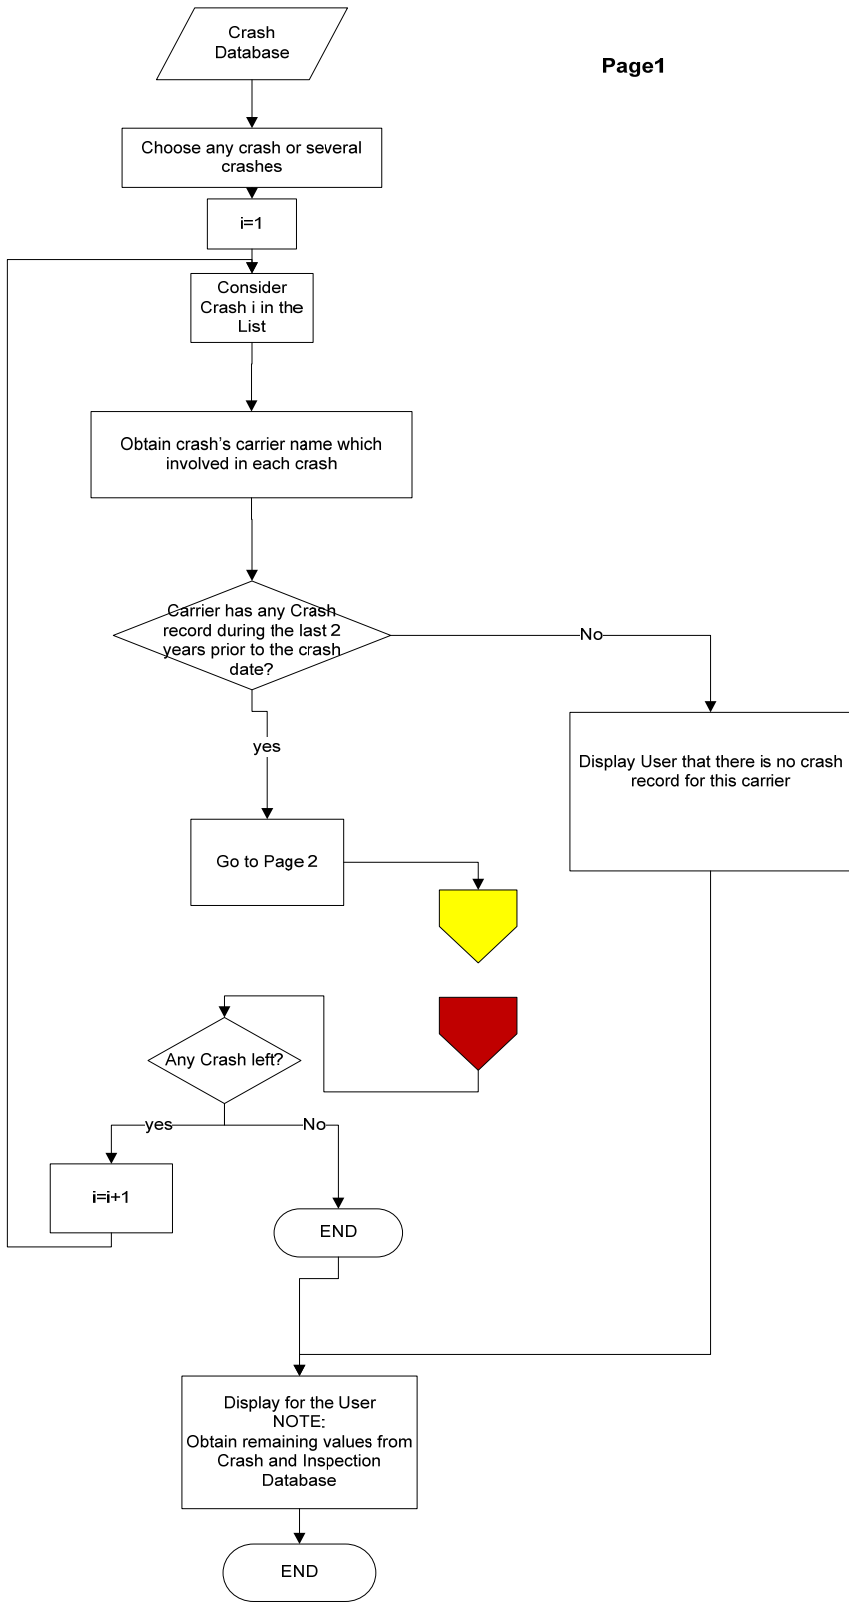 Crash
Database
Page1
Choose any crash or several
crashes
i=1
Consider
Crash i in the
List
Obtain crash's carrier name which
involved in each crash
Carrier has any Crash
record during the last 2
years prior to the crash
date?
No
yes
Display User that there is no crash
record for this carrier
Go to Page 2
Any Crash left?
yes
No
i=i+1
END
Display for the User
NOTE:
Obtain remaining values from
Crash and Inspection
Database
END